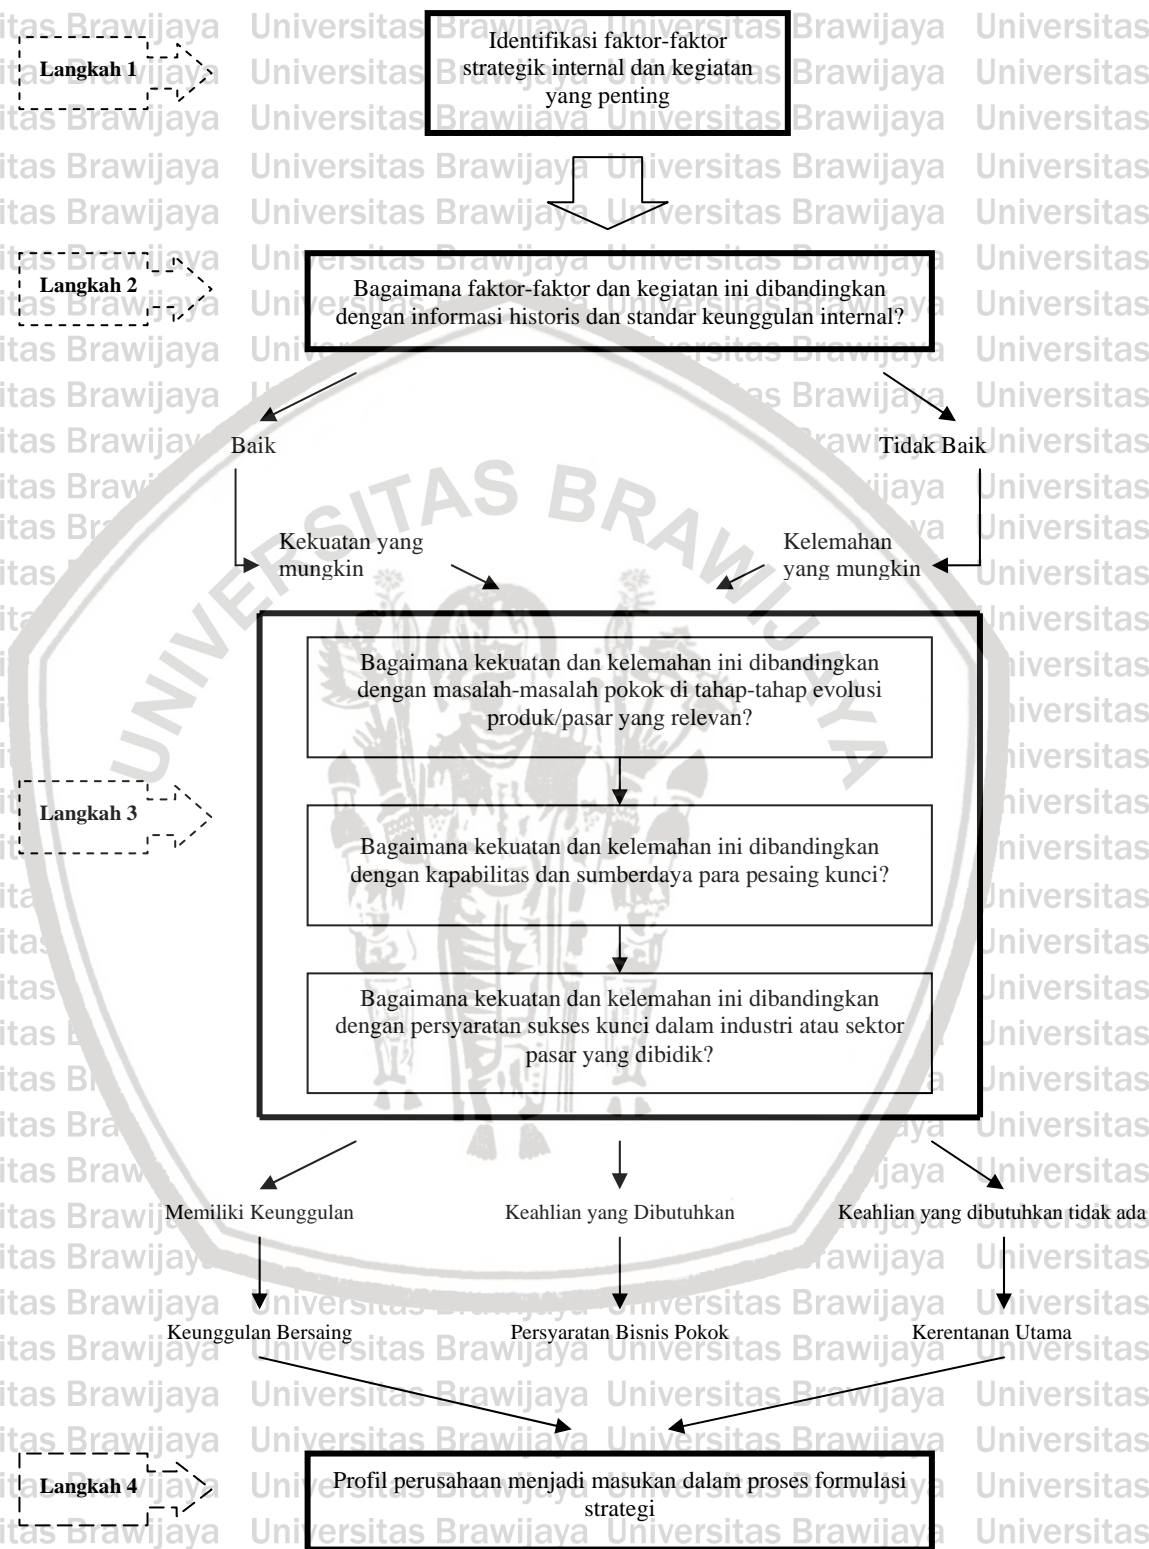 Langkah 1
Identifikasi faktor-faktor
strategik internal dan kegiatan
yang penting
Langkah 2
Bagaimana faktor-faktor dan kegiatan ini dibandingkan
dengan informasi historis dan standar keunggulan internal?
Baik
Tidak Baik
Kekuatan yang
mungkin
Kelemahan
yang mungkin
UNIVERSITAS BRAWIJAYA
Bagaimana kekuatan dan kelemahan ini dibandingkan
dengan masalah-masalah pokok di tahap-tahap evolusi
produk/pasar yang relevan?
Langkah 3
Bagaimana kekuatan dan kelemahan ini dibandingkan
dengan kapabilitas dan sumberdaya para pesaing kunci?
Bagaimana kekuatan dan kelemahan ini dibandingkan
dengan persyaratan sukses kunci dalam industri atau sektor
pasar yang dibidik?
Memiliki Keunggulan
Keahlian yang Dibutuhkan
Keahlian yang dibutuhkan tidak ada
Keunggulan Bersaing
Persyaratan Bisnis Pokok
Kerentanan Utama
Langkah 4
Profil perusahaan menjadi masukan dalam proses formulasi
strategi